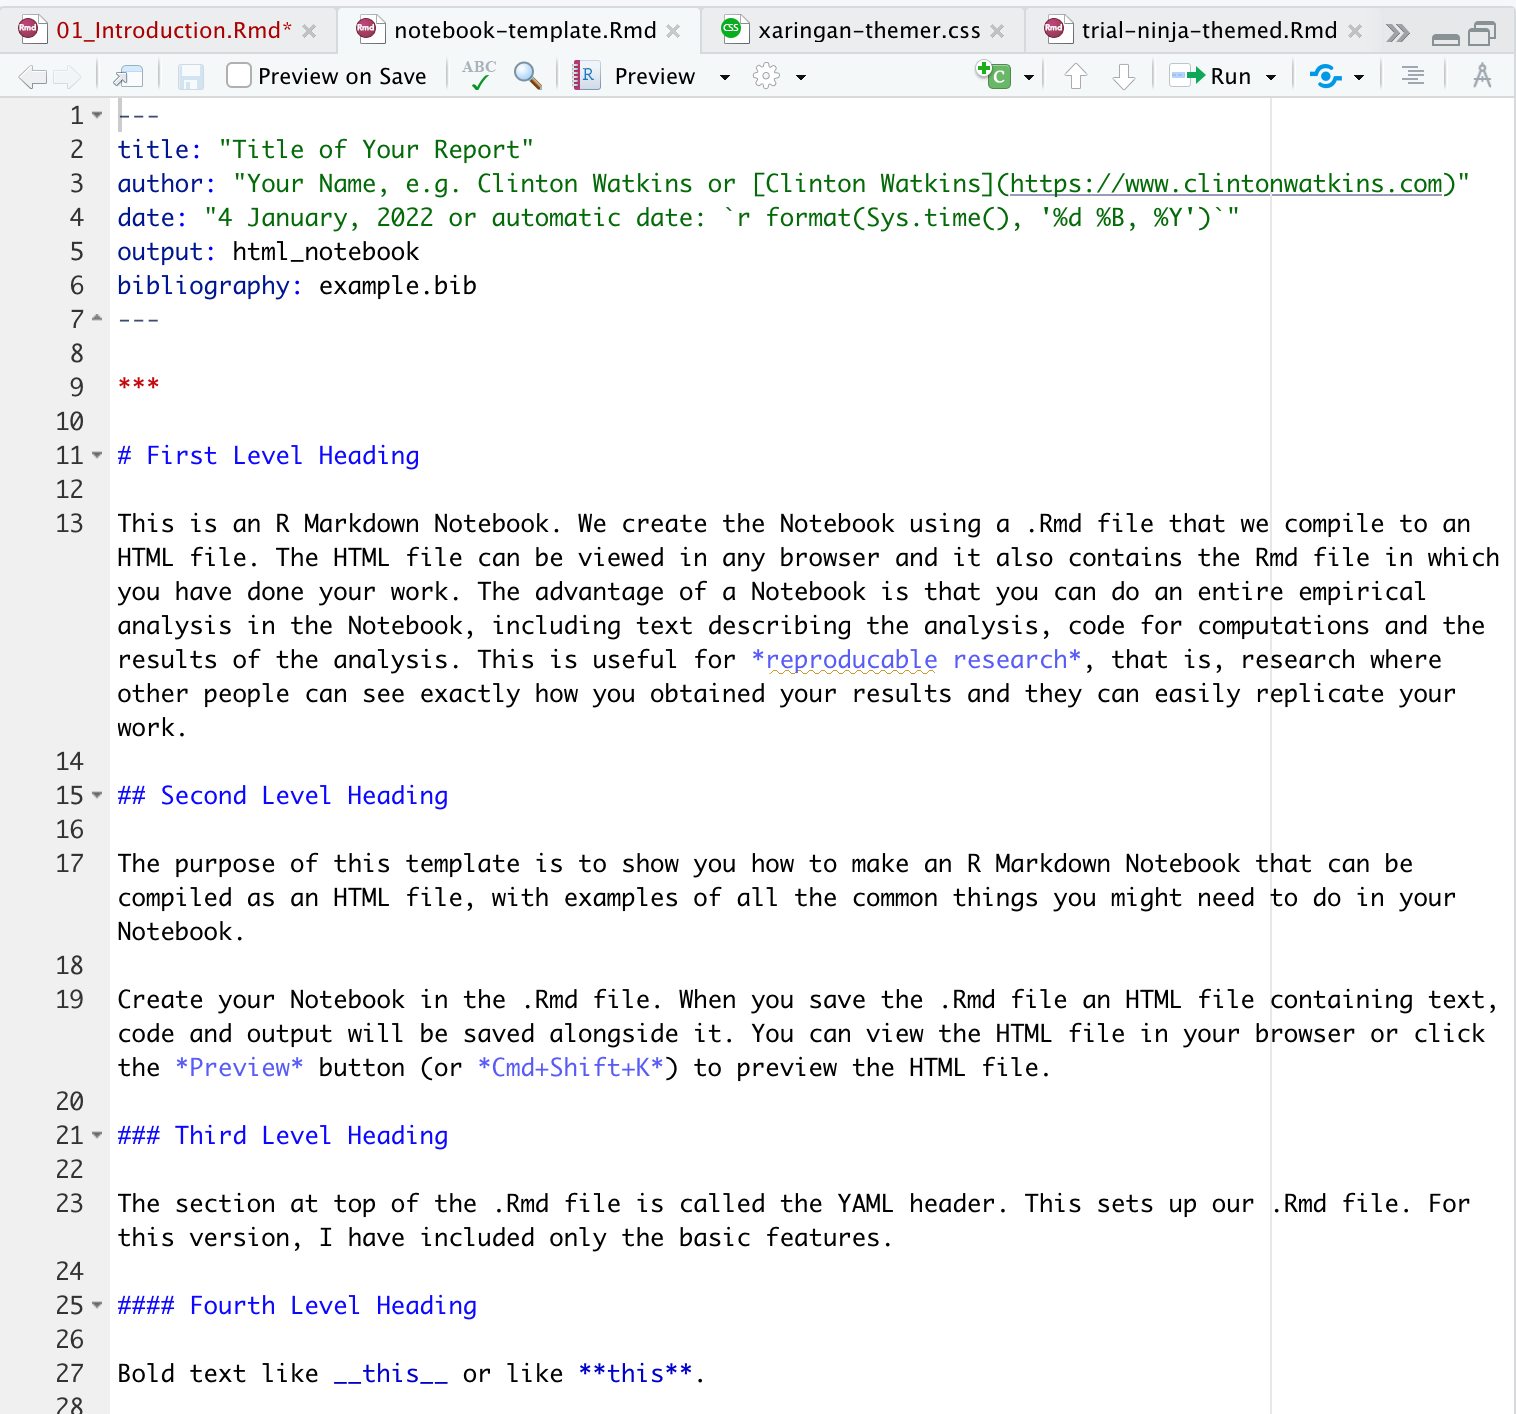 01_Introduction.Rmd* notebook-template.Rmd xaringan-themer.css trial-ninja-themed.Rmd
ABC Preview on Save Preview Run
1 ---
2 title: "Title of Your Report"
3 author: "Your Name, e.g. Clinton Watkins or [Clinton Watkins](https://www.clintonwatkins.com)"
4 date: "4 January, 2022 or automatic date: `r format(Sys.time(), '%d %B, %Y')`"
5 output: html_notebook
6 bibliography: example.bib
7 ---
8
9 ***
10
11 # First Level Heading
12
13 This is an R Markdown Notebook. We create the Notebook using a .Rmd file that we compile to an
HTML file. The HTML file can be viewed in any browser and it also contains the Rmd file in which
you have done your work. The advantage of a Notebook is that you can do an entire empirical
analysis in the Notebook, including text describing the analysis, code for computations and the
results of the analysis. This is useful for *reproducable research*, that is, research where
other people can see exactly how you obtained your results and they can easily replicate your
work.
14
15 ## Second Level Heading
16
17 The purpose of this template is to show you how to make an R Markdown Notebook that can be
compiled as an HTML file, with examples of all the common things you might need to do in your
Notebook.
18
19 Create your Notebook in the .Rmd file. When you save the .Rmd file an HTML file containing text,
code and output will be saved alongside it. You can view the HTML file in your browser or click
the *Preview* button (or *Cmd+Shift+K*) to preview the HTML file.
20
21 ### Third Level Heading
22
23 The section at top of the .Rmd file is called the YAML header. This sets up our .Rmd file. For
this version, I have included only the basic features.
24
25 #### Fourth Level Heading
26
27 Bold text like __this__ or like **this**.
28